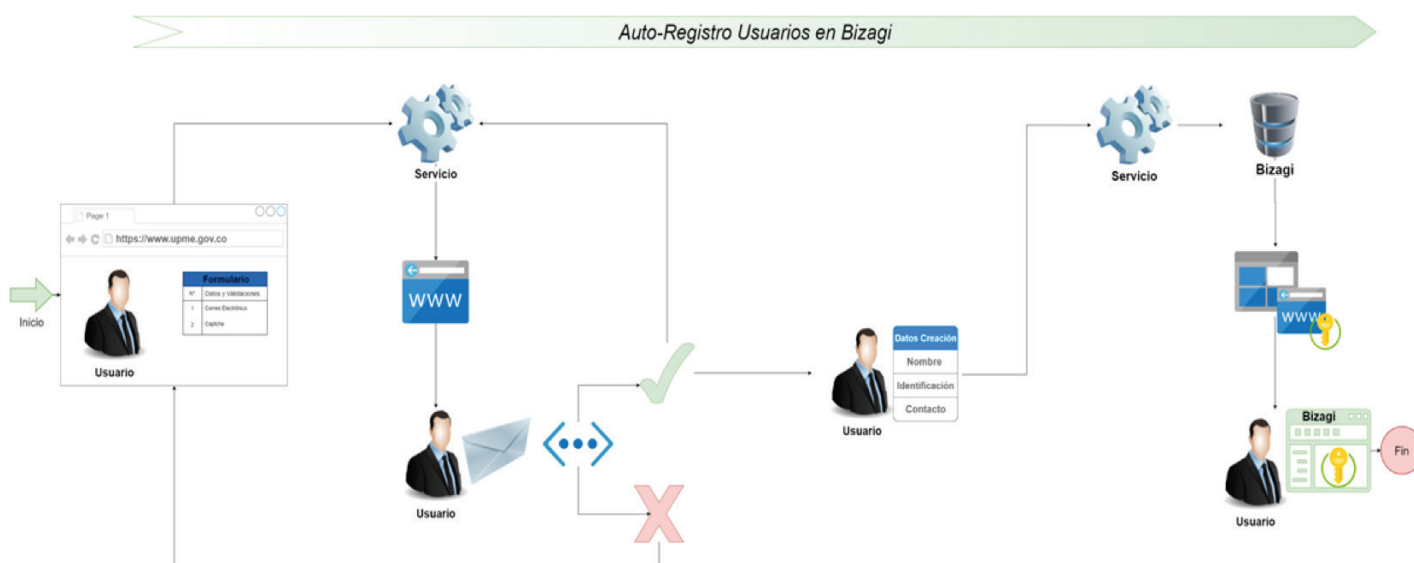 Auto-Registro Usuarios en Bizagi
Inicio
Page 1
https://www.upme.gov.co
Usuario
Formulario
N° Datos y Validaciones
1 Correo Electrónico
2 Captcha
Servicio
WWW
Usuario
Usuario
Datos Creación
Nombre
Identificación
Contacto
Servicio
Bizagi
WWW
Usuario
Bizagi
Fin